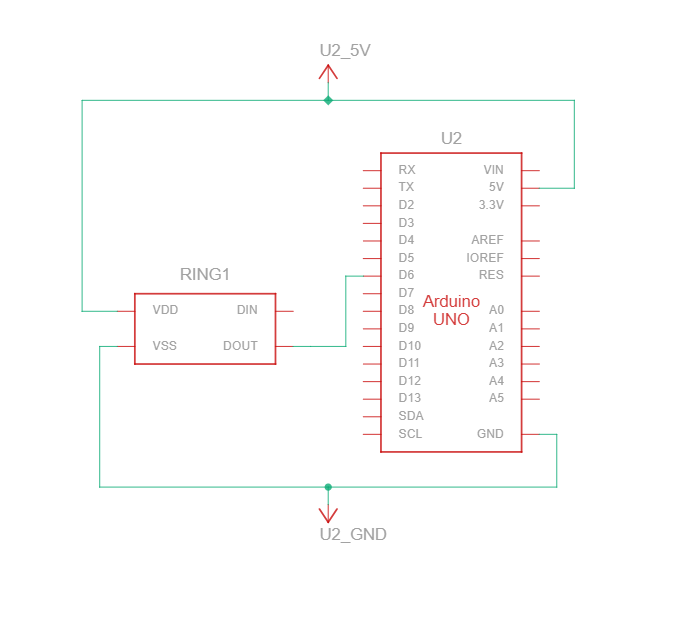 U2_5V
U2
RX VIN
TX 5V
D2 3.3V
D3
D4 AREF
D5 IOREF
D6 RES
D7
D8 A0
D9 A1
D10 A2
D11 A3
D12 A4
D13 A5
SDA
SCL GND
Arduino
UNO
RING1
VDD DIN
VSS DOUT
U2_GND